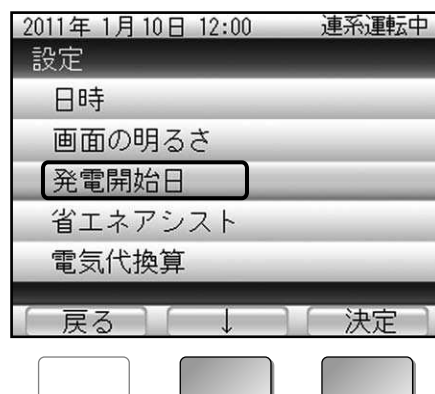 2011年 1月10日 12:00 連系運転中
設定
日時
画面の明るさ
発電開始日
省エネアシスト
電気代換算
戻る ↓ 決定